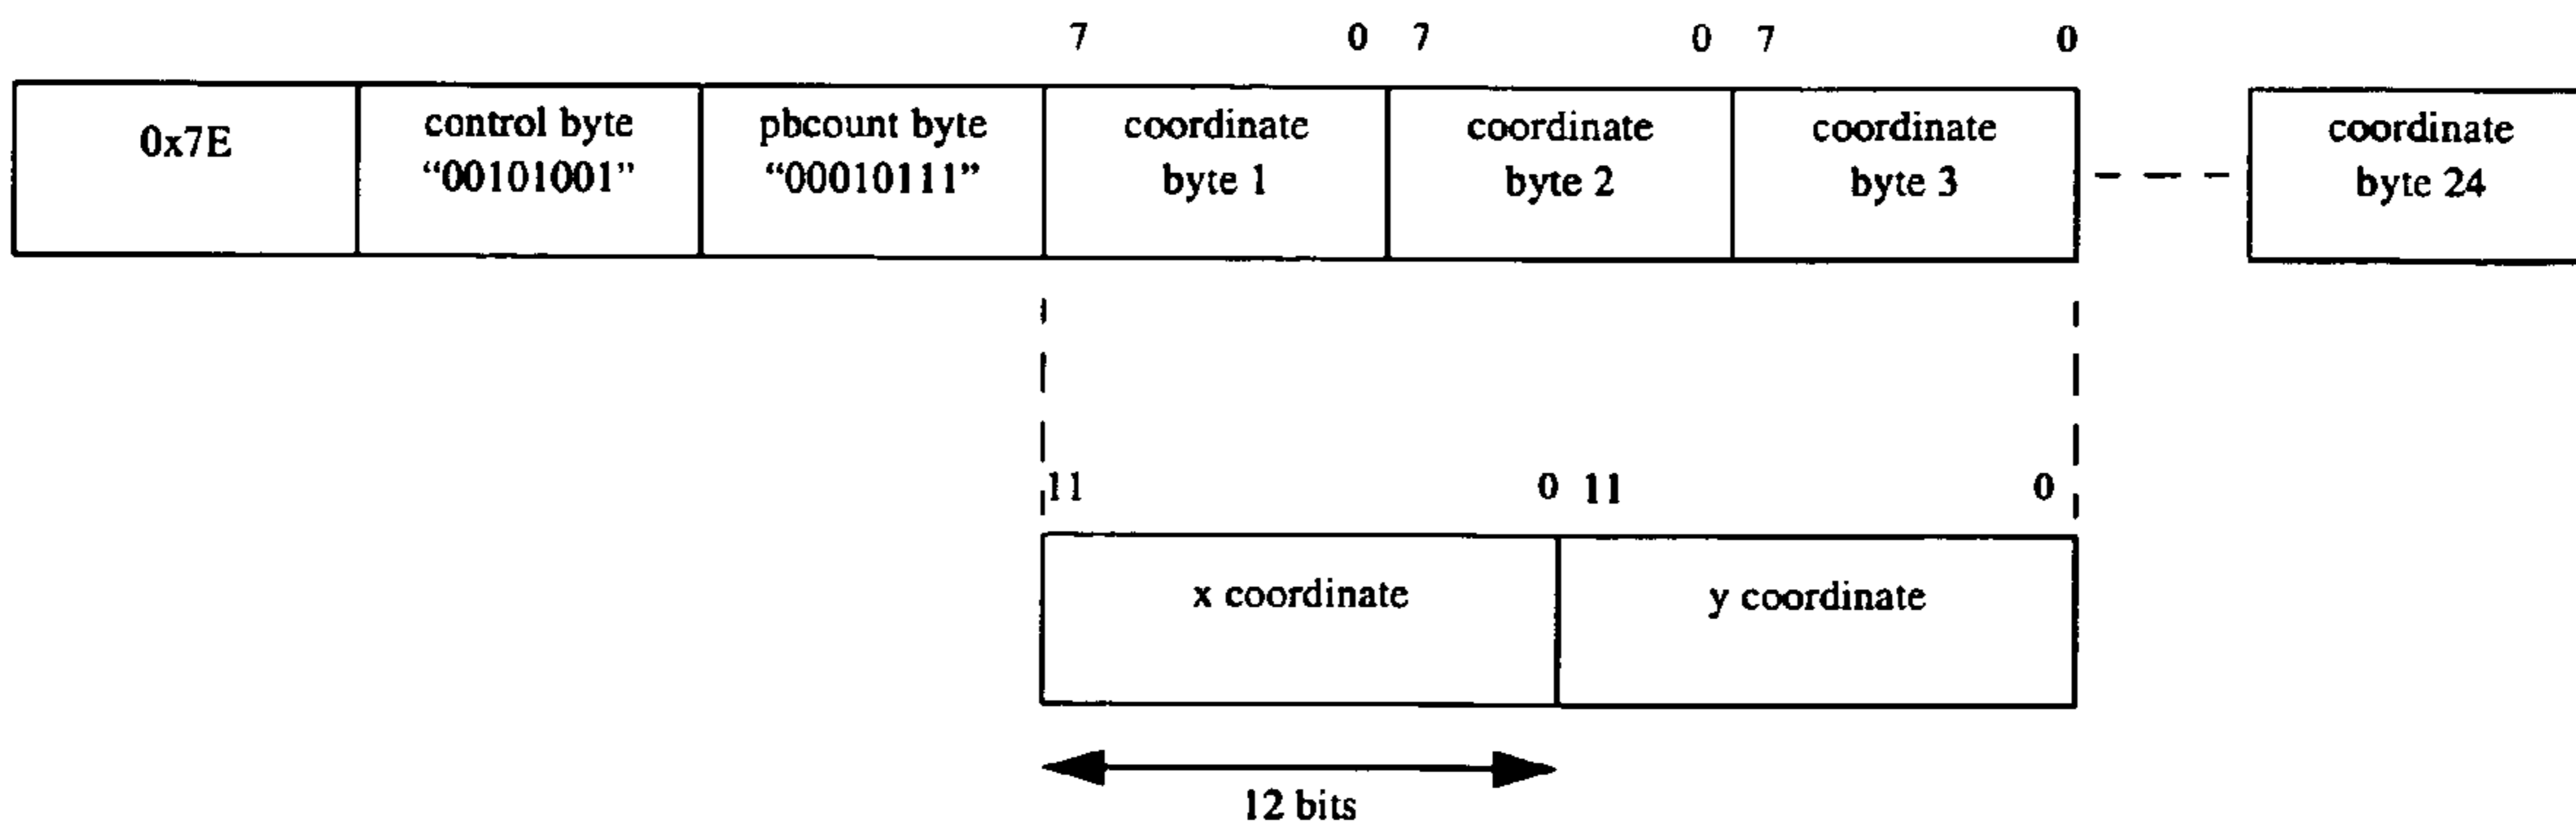 7 0 7 0 7 0
0x7E
control byte
“00101001”
pbcount byte
“00010111”
coordinate
byte 1
coordinate
byte 2
coordinate
byte 3
coordinate
byte 24
11 0 11 0
x coordinate
y coordinate
12 bits